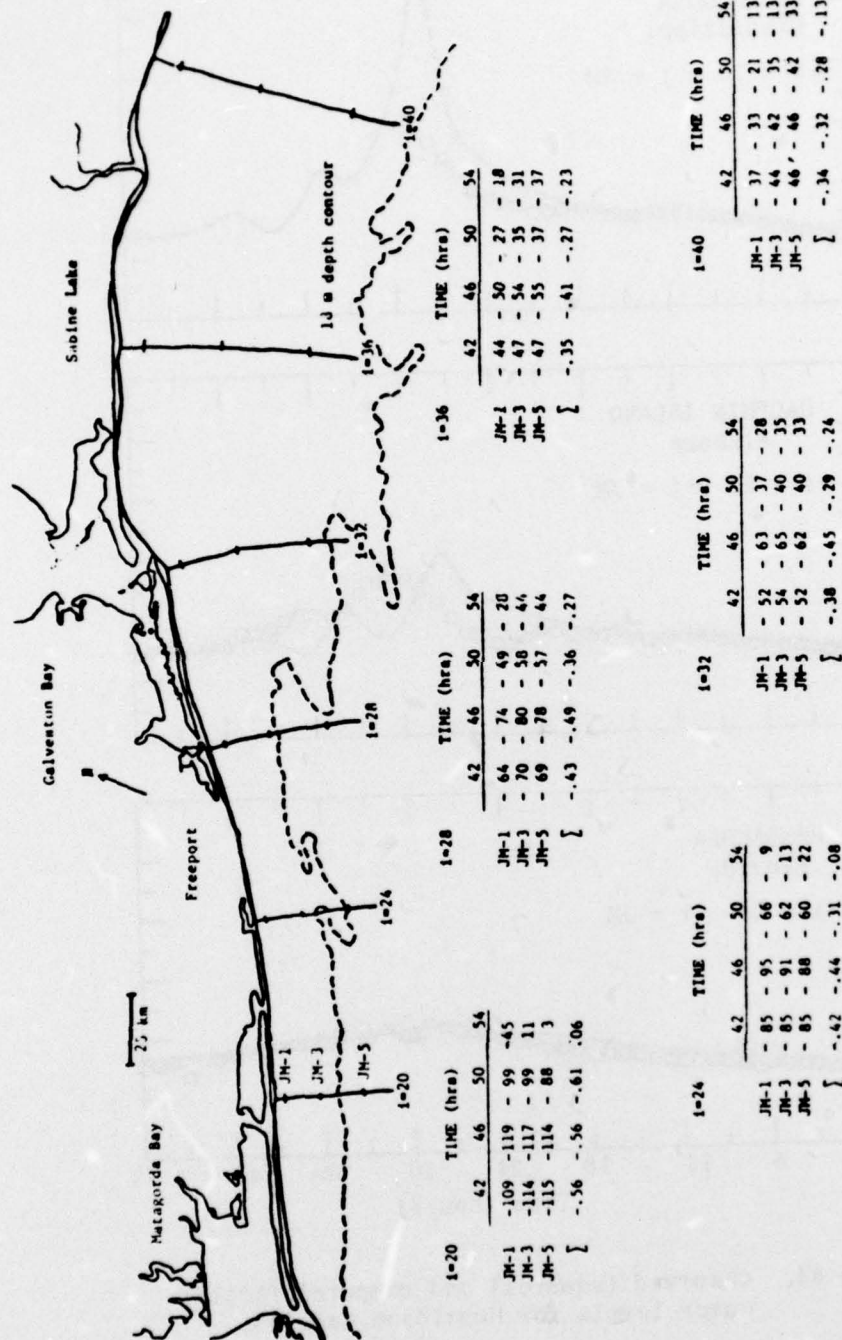 Matagorda Bay
25 km
Freeport
Galveston Bay
N
Sabine Lake
JM-1
JM-3
JM-5
i=20
i=24
i=28
i=32
i=36
i=40
10 m depth contour
i=20 TIME (hrs)
42 46 50 54
JM-1 -109 -119 - 99 -45
JM-3 -114 -117 - 99 11
JM-5 -115 -114 - 88 3
∑ -.56 -.56 -.61 .06
i=24 TIME (hrs)
42 46 50 54
JM-1 - 85 - 95 - 66 - 9
JM-3 - 85 - 91 - 62 - 13
JM-5 - 85 - 88 - 60 - 22
∑ -.42 -.44 -.31 -.08
i=28 TIME (hrs)
42 46 50 54
JM-1 - 64 - 74 - 49 - 20
JM-3 - 70 - 80 - 58 - 44
JM-5 - 69 - 78 - 57 - 44
∑ -.43 -.49 -.36 -.27
i=32 TIME (hrs)
42 46 50 54
JM-1 - 52 - 63 - 37 - 28
JM-3 - 54 - 65 - 40 - 35
JM-5 - 52 - 62 - 40 - 33
∑ -.38 -.45 -.29 -.24
i=36 TIME (hrs)
42 46 50 54
JM-1 - 44 - 50 - 27 - 18
JM-3 - 47 - 54 - 35 - 31
JM-5 - 47 - 55 - 37 - 37
∑ -.35 -.41 -.27 -.23
i=40 TIME (hrs)
42 46 50 54
JM-1 - 37 - 33 - 21 - 13
JM-3 - 44 - 42 - 35 - 13
JM-5 - 46 - 46 - 42 - 33
∑ -.34 -.32 -.28 -.13